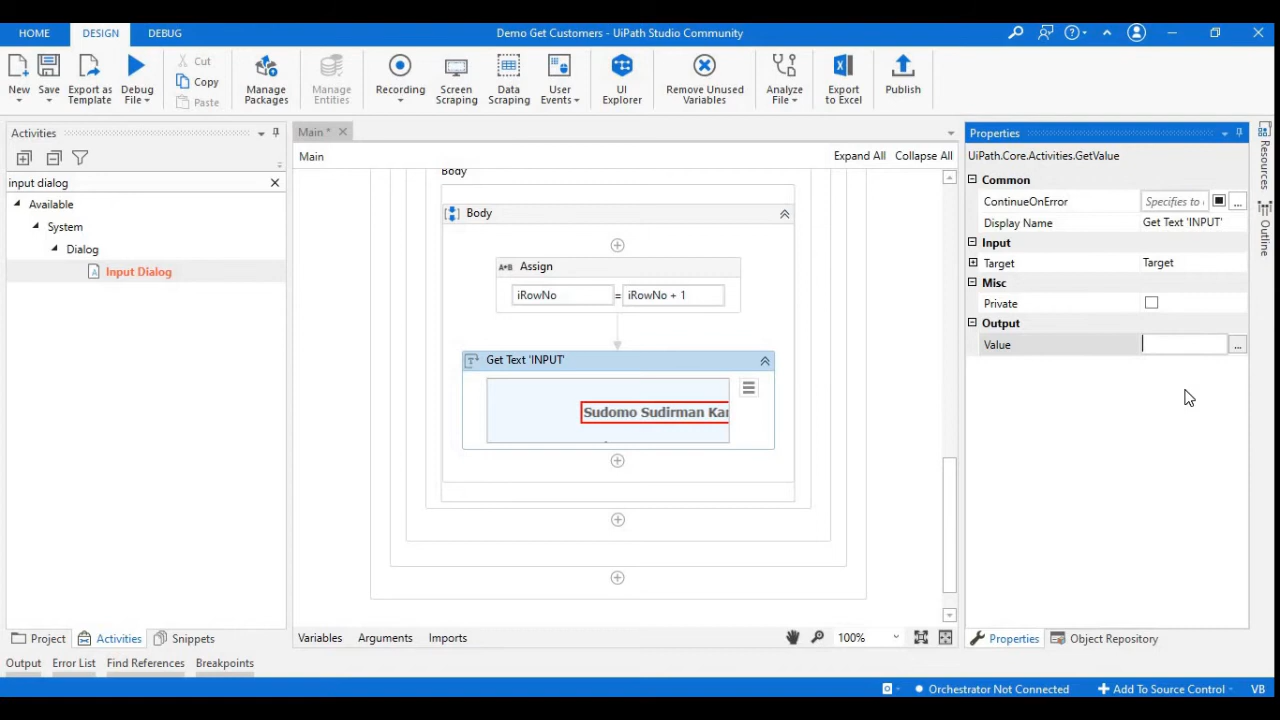 HOME
DESIGN
DEBUG
Demo Get Customers - UiPath Studio Community
New
Save
Export as Template
Debug File
Cut
Copy
Paste
Manage Packages
Manage Entities
Recording
Screen Scraping
Data Scraping
User Events
UI Explorer
Remove Unused Variables
Analyze File
Export to Excel
Publish
Activities
input dialog
Available
System
Dialog
Input Dialog
Main *
Main
Expand All
Collapse All
Body
Body
Assign
iRowNo = iRowNo + 1
Get Text 'INPUT'
Sudomo Sudirman Kar
Variables
Arguments
Imports
100%
Properties
UiPath.Core.Activities.GetValue
Common
ContinueOnError
Specifies to
...
Display Name
Get Text 'INPUT'
Input
Target
Target
Misc
Private
Output
Value
...
Resources
Outline
Project
Activities
Snippets
Properties
Object Repository
Output
Error List
Find References
Breakpoints
Orchestrator Not Connected
Add To Source Control
VB